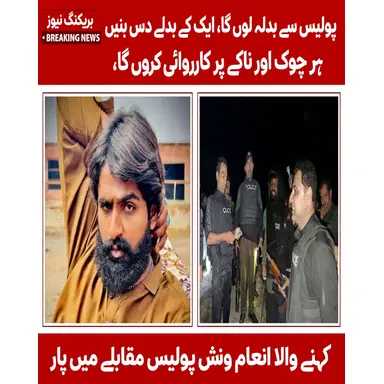 بریکنگ نیوز
• BREAKING NEWS
پولیس سے بدلہ لوں گا، ایک کے بدلے دس بنیں
ہر چوک اور ناکے پر کارروائی کروں گا،
POLICE
کہنے والا انعام ونش پولیس مقابلے میں پار